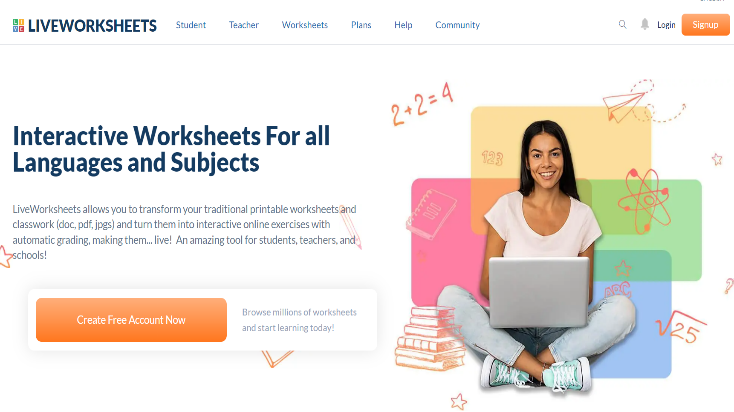 LIVE LIVEWORKSHEETS Student Teacher Worksheets Plans Help Community Login Signup
2+2=4
123
Interactive Worksheets For all
Languages and Subjects
LiveWorksheets allows you to transform your traditional printable worksheets and
classwork (doc, pdf, jpgs) and turn them into interactive online exercises with
automatic grading, making them... live! An amazing tool for students, teachers, and
schools!
ABC
Create Free Account Now
Browse millions of worksheets
and start learning today!
√25
?